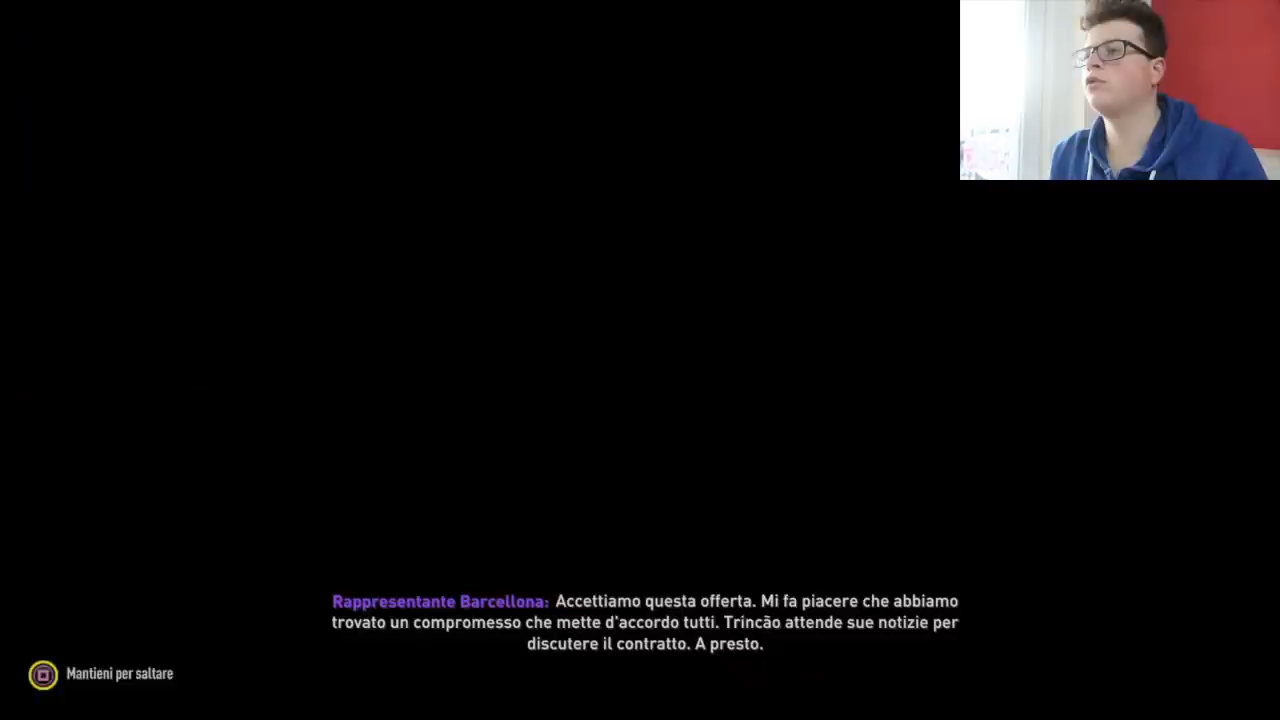 Rappresentante Barcellona: Accettiamo questa offerta. Mi fa piacere che abbiamo
trovato un compromesso che mette d'accordo tutti. Trincão attende sue notizie per
discutere il contratto. A presto.
Mantieni per saltare